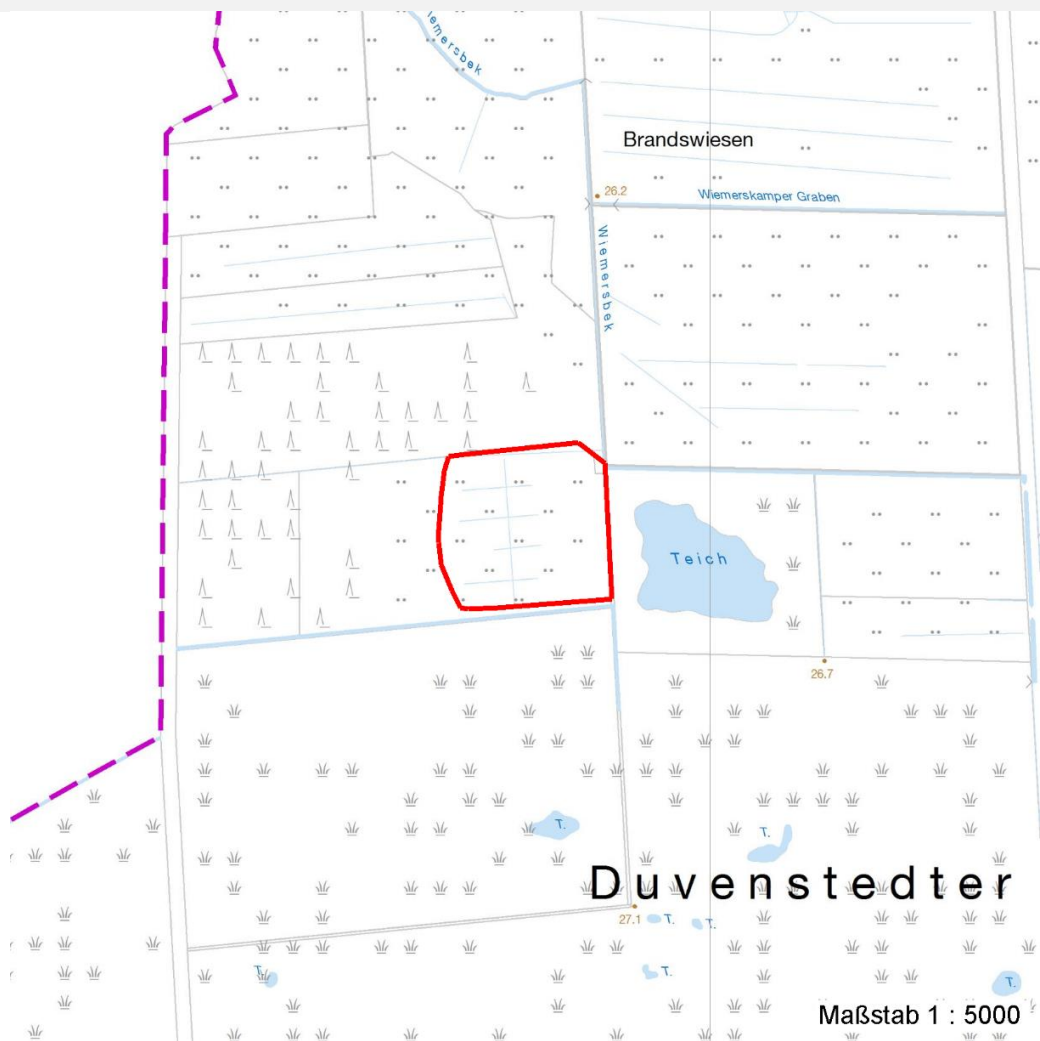 Wiemersbek
Brandswiesen
26.2
Wiemerskamper Graben
Wiemersbek
Teich
26.7
T.
T.
Duvenstedter
27.1
T.
T.
T.
T.
T.
Maßstab 1 : 5000